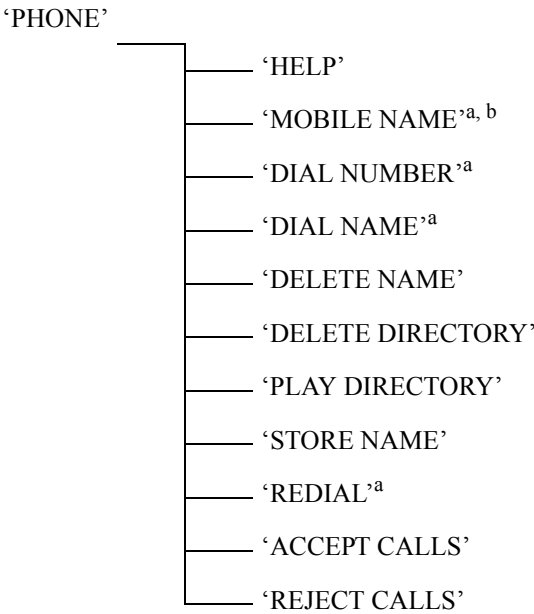 ‘PHONE’
‘HELP’
‘MOBILE NAME’a, b
‘DIAL NUMBER’a
‘DIAL NAME’a
‘DELETE NAME’
‘DELETE DIRECTORY’
‘PLAY DIRECTORY’
‘STORE NAME’
‘REDIAL’a
‘ACCEPT CALLS’
‘REJECT CALLS’